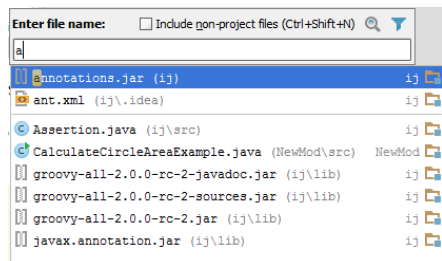 Enter file name: Include non-project files (Ctrl+Shift+N)
a
annotations.jar (ij) ij
ant.xml (ij\.idea) ij
Assertion.java (ij\src) ij
CalculateCircleAreaExample.java (NewMod\src) NewMod
groovy-all-2.0.0-rc-2-javadoc.jar (ij\lib) ij
groovy-all-2.0.0-rc-2-sources.jar (ij\lib) ij
groovy-all-2.0.0-rc-2.jar (ij\lib) ij
javax.annotation.jar (ij\lib) ij